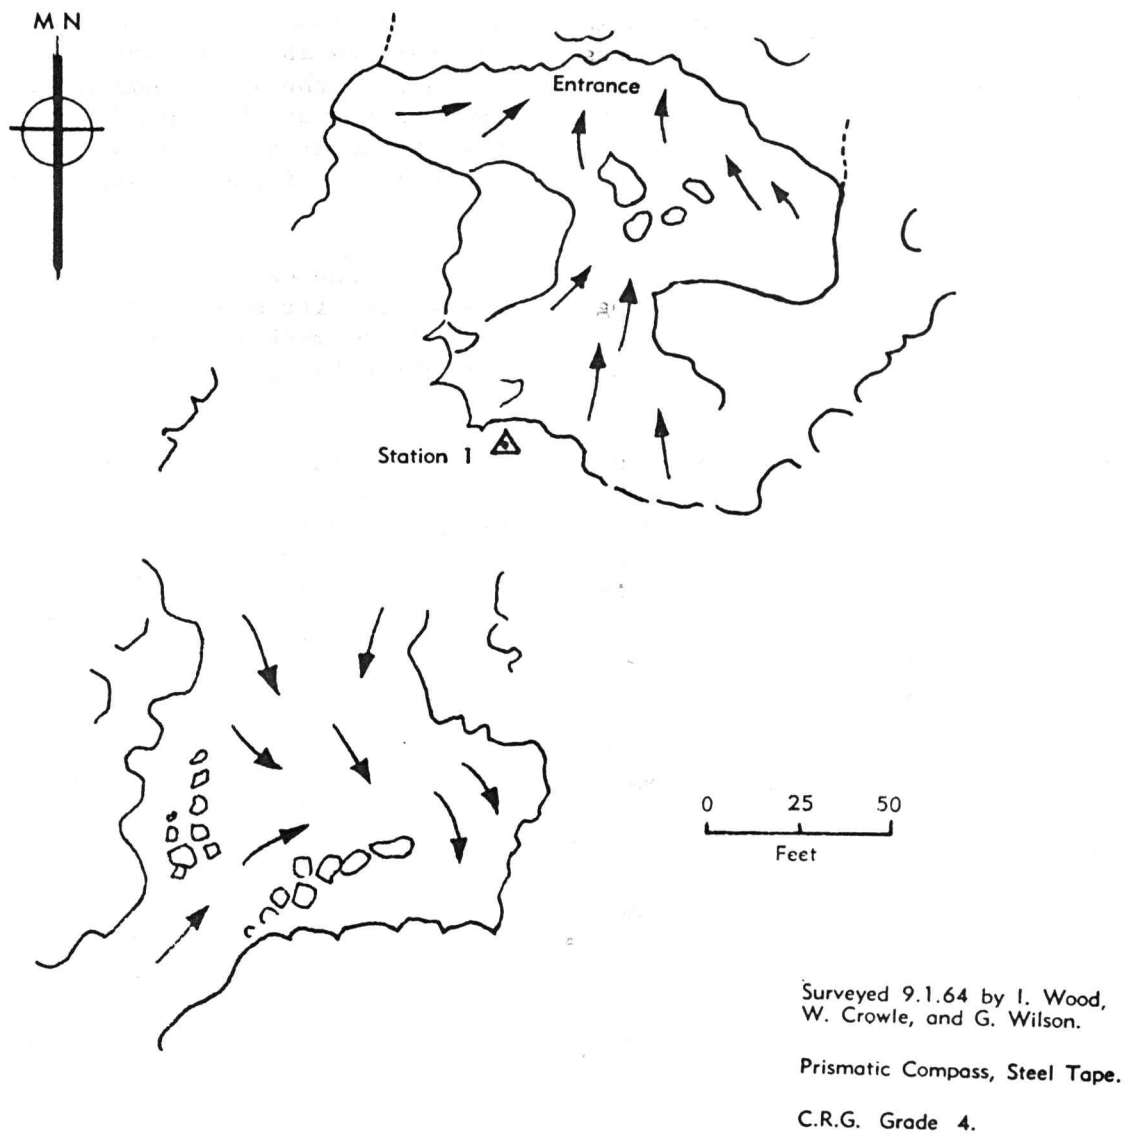 M N
Entrance
Station 1
0 25 50
Feet
Surveyed 9.1.64 by I. Wood,
W. Crowle, and G. Wilson.
Prismatic Compass, Steel Tape.
C.R.G. Grade 4.